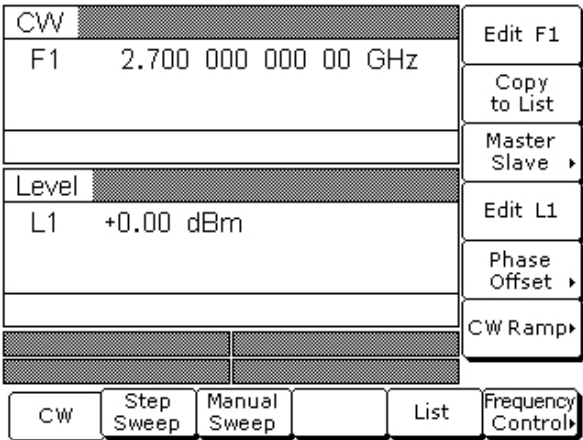 CW
F1 2.700 000 000 00 GHz
Level
L1 +0.00 dBm
Edit F1
Copy
to List
Master
Slave
Edit L1
Phase
Offset
CW Ramp
CW
Step
Sweep
Manual
Sweep
List
Frequency
Control